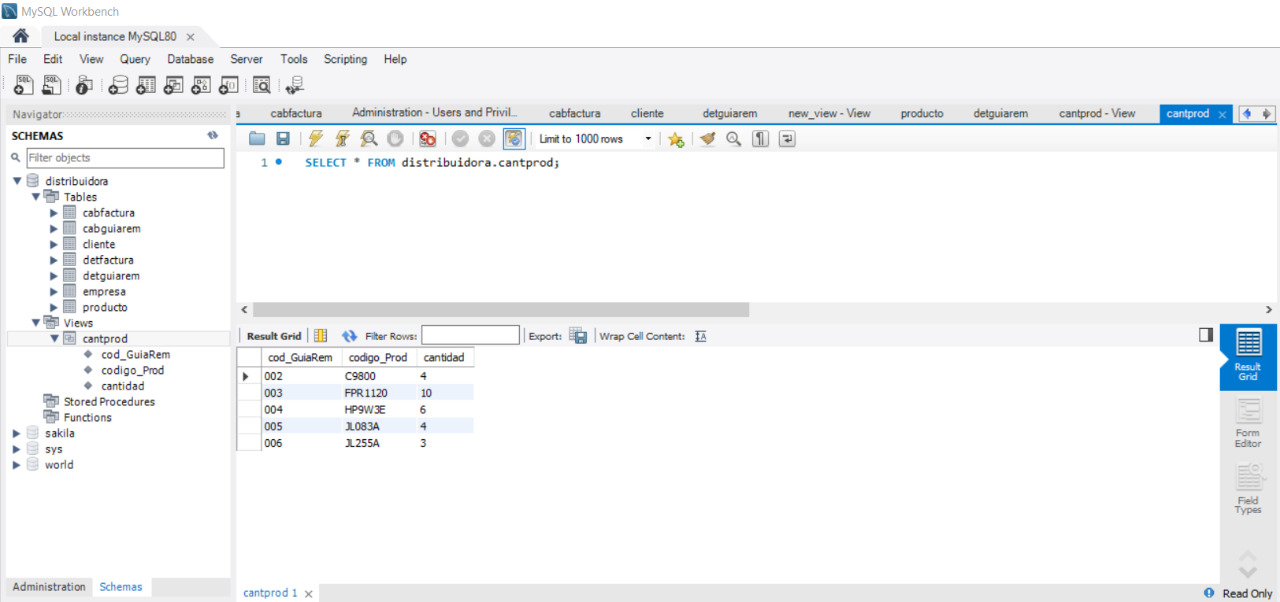 MySQL Workbench
Local instance MySQL80
File Edit View Query Database Server Tools Scripting Help
Navigator
SCHEMAS
Filter objects
distribuidora
Tables
cabfactura
cabguiarem
cliente
detfactura
detguiarem
empresa
producto
Views
cantprod
cod_GuiaRem
codigo_Prod
cantidad
Stored Procedures
Functions
sakila
sys
world
Administration Schemas
a cabfactura Administration - Users and Privil... cabfactura cliente detguiarem new_view - View producto detguiarem cantprod - View cantprod
Limit to 1000 rows
1 SELECT * FROM distribuidora.cantprod;
Result Grid Filter Rows: Export: Wrap Cell Content:
cod_GuiaRem codigo_Prod cantidad
002 C9800 4
003 FPR1120 10
004 HP9W3E 6
005 JL083A 4
006 JL255A 3
Result
Grid
Form
Editor
Field
Types
cantprod 1
Read Only